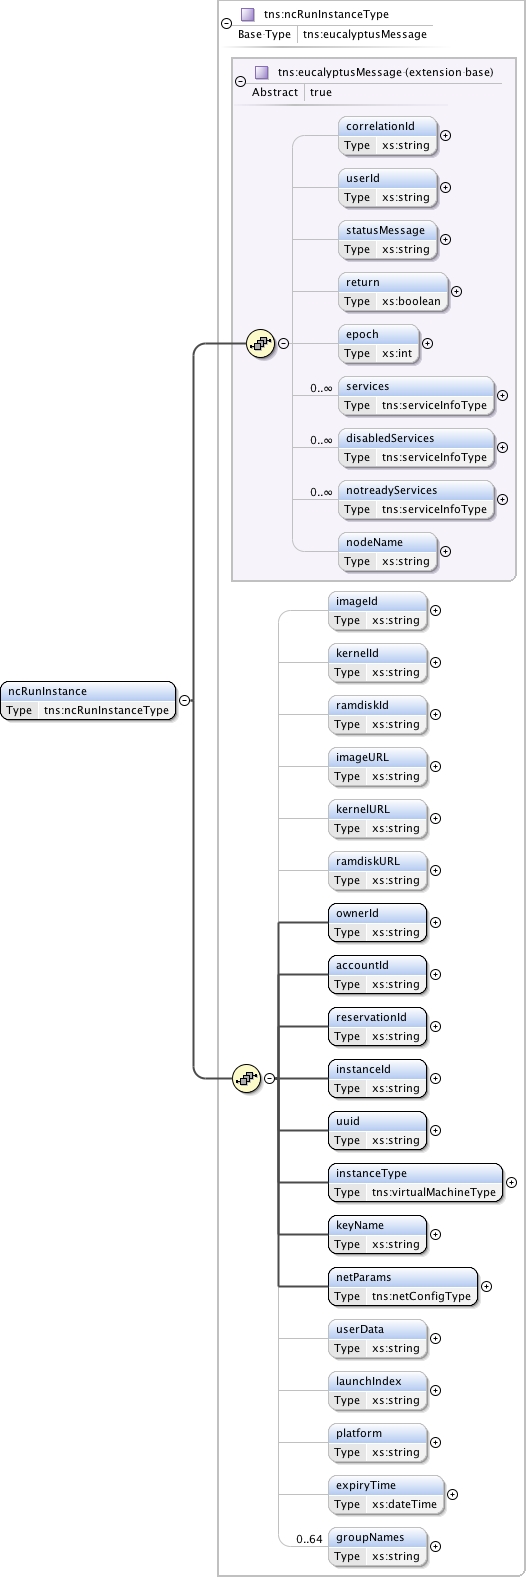 tns:ncRunInstanceType
Base Type tns:eucalyptusMessage
tns:eucalyptusMessage (extension base)
Abstract true
correlationId
Type xs:string
userId
Type xs:string
statusMessage
Type xs:string
return
Type xs:boolean
epoch
Type xs:int
0..∞ services
Type tns:serviceInfoType
0..∞ disabledServices
Type tns:serviceInfoType
0..∞ notreadyServices
Type tns:serviceInfoType
nodeName
Type xs:string
imageId
Type xs:string
kernelId
Type xs:string
ncRunInstance
Type tns:ncRunInstanceType
ramdiskId
Type xs:string
imageURL
Type xs:string
kernelURL
Type xs:string
ramdiskURL
Type xs:string
ownerId
Type xs:string
accountId
Type xs:string
reservationId
Type xs:string
instanceId
Type xs:string
uuid
Type xs:string
instanceType
Type tns:virtualMachineType
keyName
Type xs:string
netParams
Type tns:netConfigType
userData
Type xs:string
launchIndex
Type xs:string
platform
Type xs:string
expiryTime
Type xs:dateTime
0..64 groupNames
Type xs:string